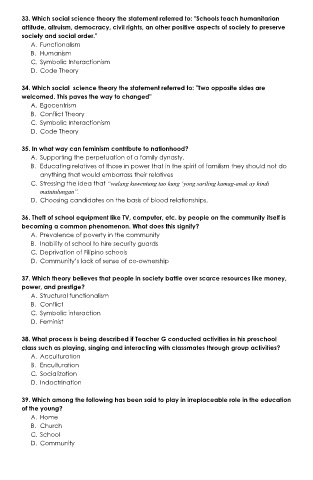 33. Which social science theory the statement referred to: "Schools teach humanitarian
attitude, altruism, democracy, civil rights, an other positive aspects of society to preserve
society and social order."
A. Functionalism
B. Humanism
C. Symbolic Interactionism
D. Code Theory
34. Which social science theory the statement referred to: "Two opposite sides are
welcomed. This paves the way to changed"
A. Egocentrism
B. Conflict Theory
C. Symbolic Interactionism
D. Code Theory
35. In what way can feminism contribute to nationhood?
A. Supporting the perpetuation of a family dynasty.
B. Educating relatives of those in power that in the spirit of familism they should not do
anything that would embarrass their relatives
C. Stressing the idea that "walang kuwentung tao kung 'yong sariling kamag-anak ay hindi
matutulungan".
D. Choosing candidates on the basis of blood relationships.
36. Theft of school equipment like TV, computer, etc. by people on the community itself is
becoming a common phenomenon. What does this signify?
A. Prevalence of poverty in the community
B. Inability of school to hire security guards
C. Deprivation of Filipino schools
D. Community's lack of sense of co-ownership
37. Which theory believes that people in society battle over scarce resources like money,
power, and prestige?
A. Structural functionalism
B. Conflict
C. Symbolic interaction
D. Feminist
38. What process is being described if Teacher G conducted activities in his preschool
class such as playing, singing and interacting with classmates through group activities?
A. Acculturation
B. Enculturation
C. Socialization
D. Indoctrination
39. Which among the following has been said to play in irreplaceable role in the education
of the young?
A. Home
B. Church
C. School
D. Community